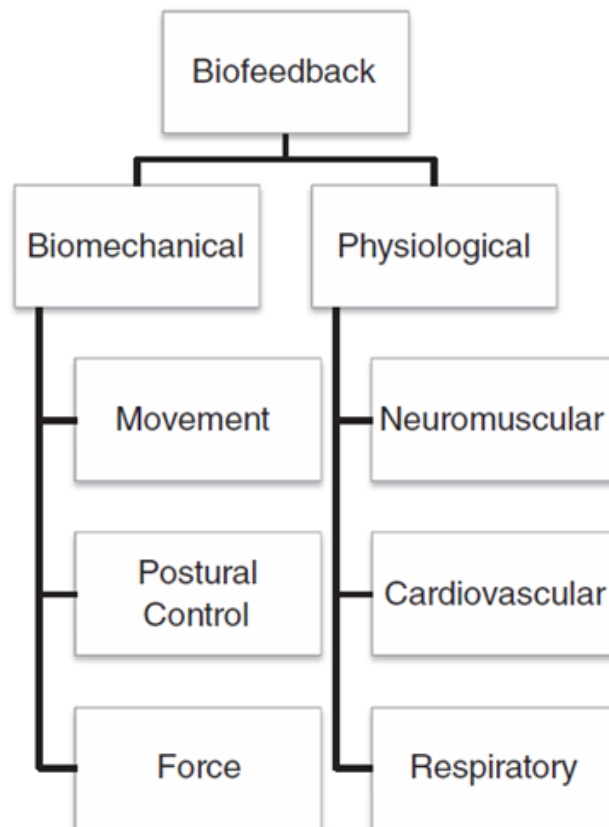 Biofeedback
Biomechanical
Physiological
Movement
Neuromuscular
Postural
Control
Cardiovascular
Force
Respiratory